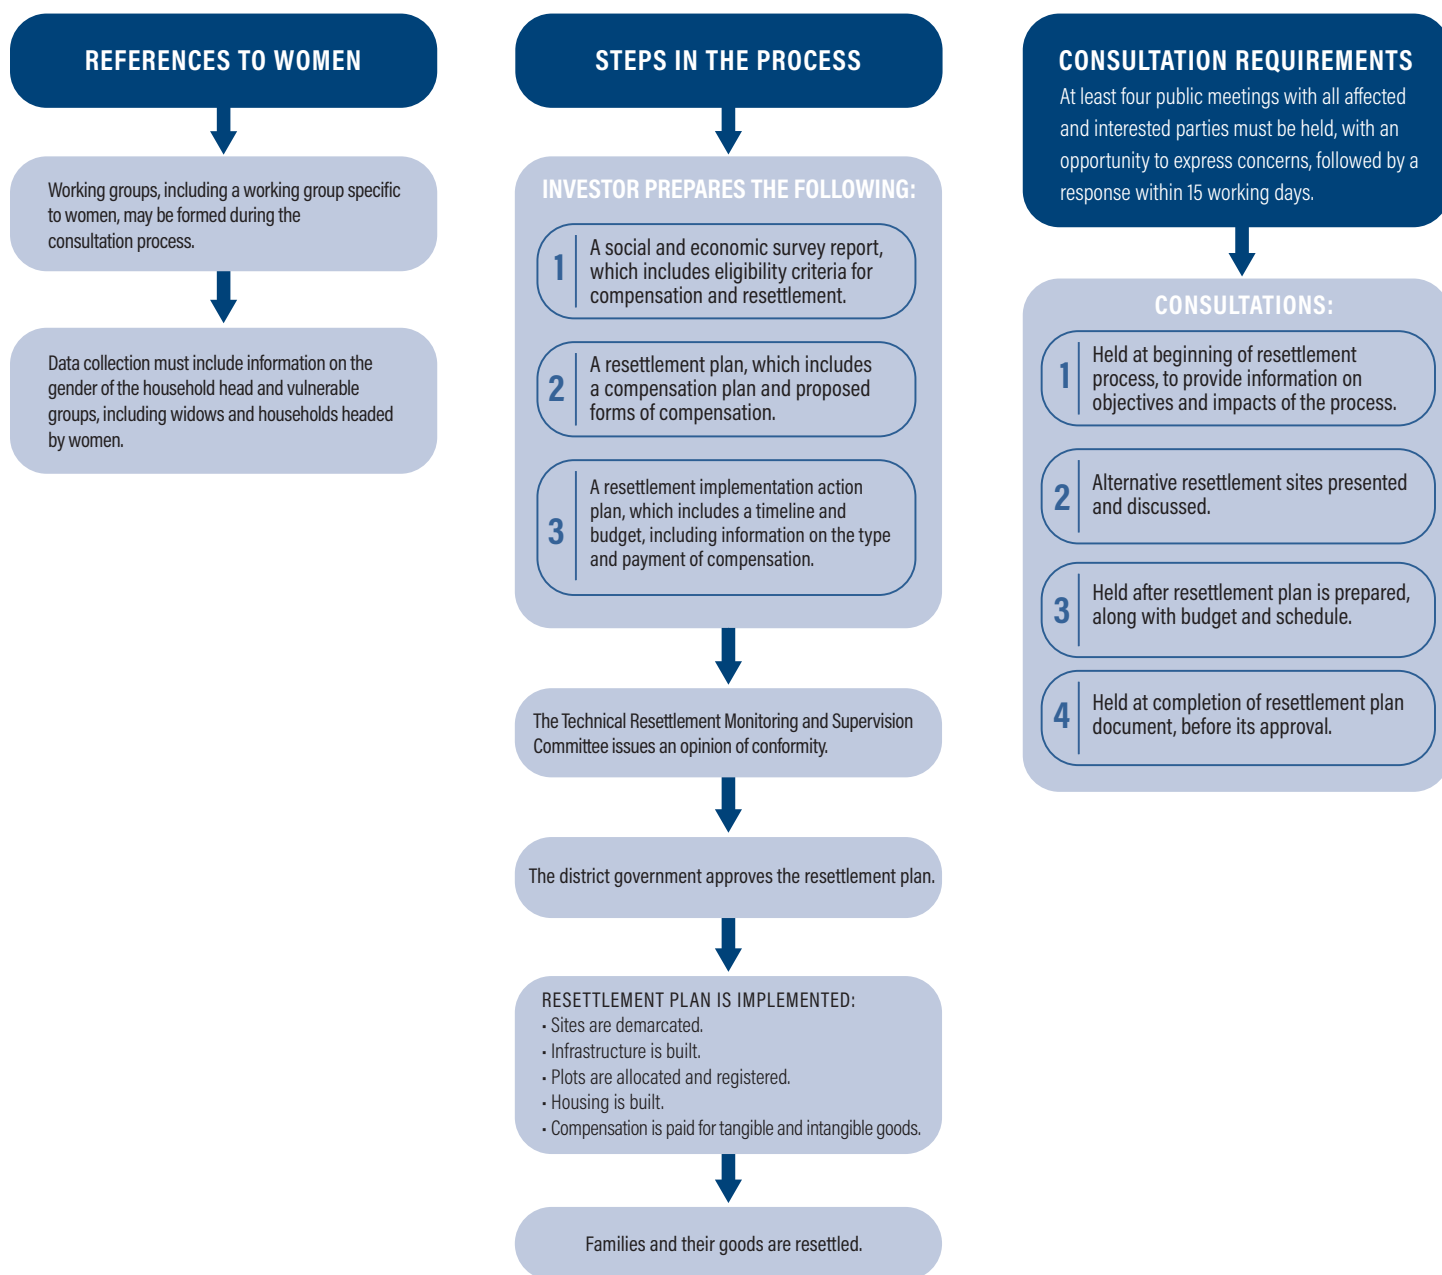 REFERENCES TO WOMEN
Working groups, including a working group specific
to women, may be formed during the
consultation process.
Data collection must include information on the
gender of the household head and vulnerable
groups, including widows and households headed
by women.
STEPS IN THE PROCESS
INVESTOR PREPARES THE FOLLOWING:
1
A social and economic survey report,
which includes eligibility criteria for
compensation and resettlement.
2
A resettlement plan, which includes
a compensation plan and proposed
forms of compensation.
3
A resettlement implementation action
plan, which includes a timeline and
budget, including information on the type
and payment of compensation.
The Technical Resettlement Monitoring and Supervision
Committee issues an opinion of conformity.
The district government approves the resettlement plan.
RESETTLEMENT PLAN IS IMPLEMENTED:
• Sites are demarcated.
• Infrastructure is built.
• Plots are allocated and registered.
• Housing is built.
• Compensation is paid for tangible and intangible goods.
Families and their goods are resettled.
CONSULTATION REQUIREMENTS
At least four public meetings with all affected
and interested parties must be held, with an
opportunity to express concerns, followed by a
response within 15 working days.
CONSULTATIONS:
1
Held at beginning of resettlement
process, to provide information on
objectives and impacts of the process.
2
Alternative resettlement sites presented
and discussed.
3
Held after resettlement plan is prepared,
along with budget and schedule.
4
Held at completion of resettlement plan
document, before its approval.